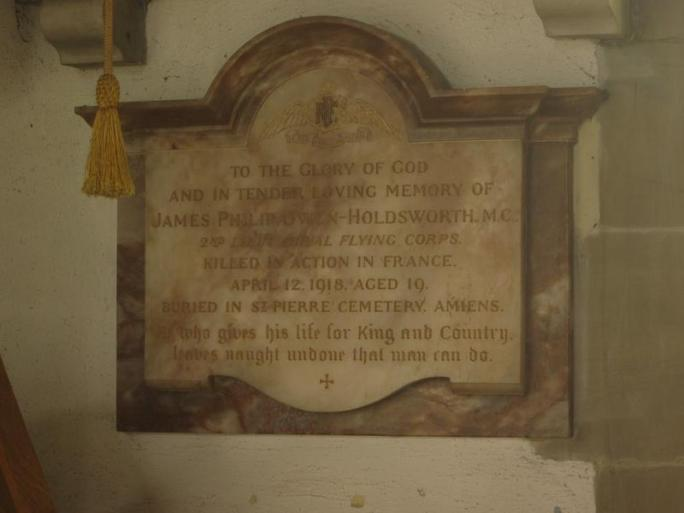 TO THE GLORY OF GOD
AND IN TENDER LOVING MEMORY OF
JAMES PHILIP OWEN-HOLDSWORTH. M.C.
2ND LIEUT. ROYAL FLYING CORPS.
KILLED IN ACTION IN FRANCE.
APRIL 12. 1918. AGED 19.
BURIED IN ST PIERRE CEMETERY. AMIENS.
who gives his life for King and Country,
leaves naught undone that man can do.